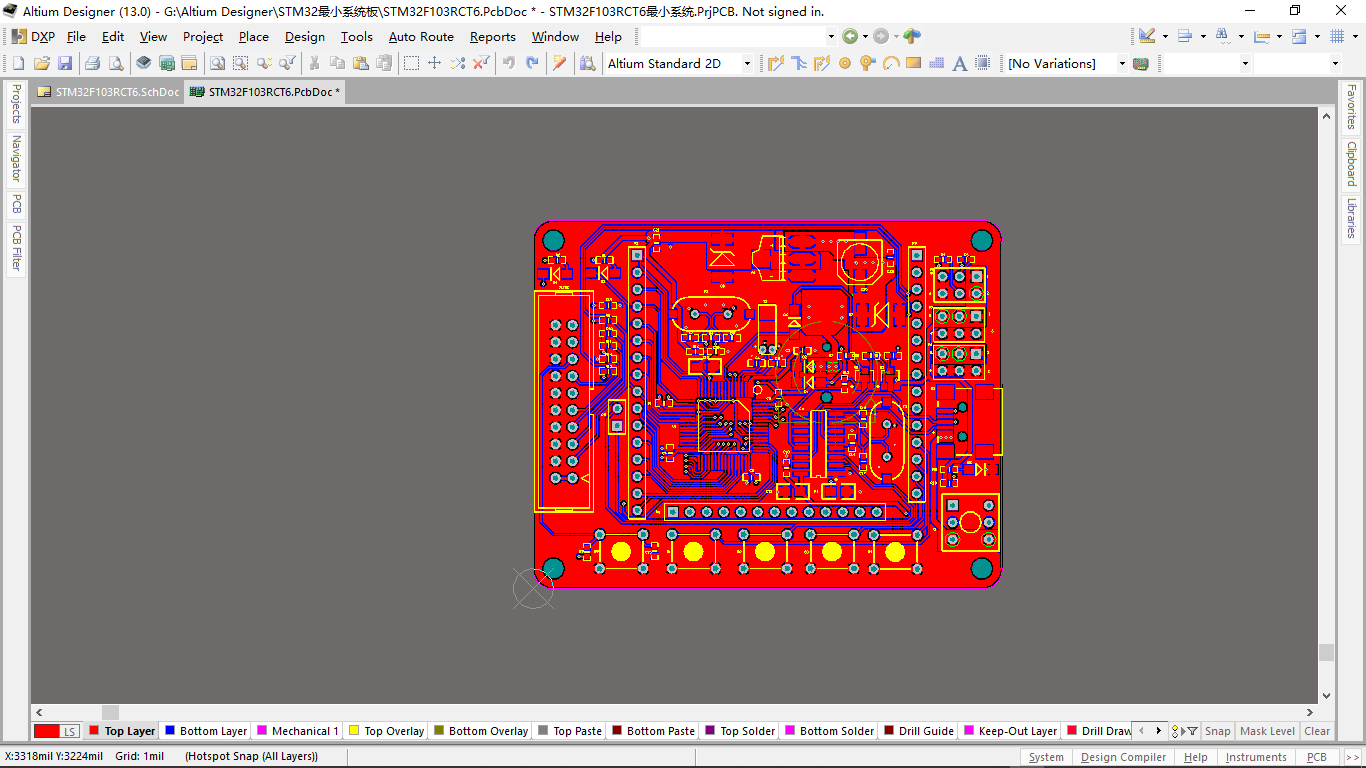 Altium Designer (13.0) - G:\Altium Designer\STM32最小系统板\STM32F103RCT6.PcbDoc * - STM32F103RCT6最小系统.PrjPCB. Not signed in.
DXP File Edit View Project Place Design Tools Auto Route Reports Window Help
Altium Standard 2D [No Variations]
STM32F103RCT6.SchDoc STM32F103RCT6.PcbDoc *
Projects
Navigator
PCB
PCB Filter
Favorites
Clipboard
Libraries
LS Top Layer Bottom Layer Mechanical 1 Top Overlay Bottom Overlay Top Paste Bottom Paste Top Solder Bottom Solder Drill Guide Keep-Out Layer Drill Draw Snap Mask Level Clear
X:3318mil Y:3224mil Grid: 1mil (Hotspot Snap (All Layers)) System Design Compiler Help Instruments PCB >>